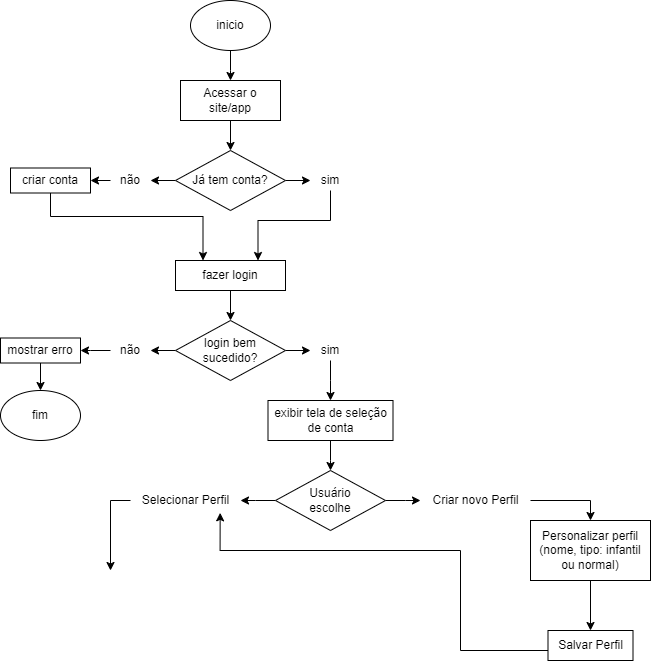 inicio
Acessar o
site/app
criar conta
não
Já tem conta?
sim
fazer login
mostrar erro
não
login bem
sucedido?
sim
fim
exibir tela de seleção
de conta
Selecionar Perfil
Usuário
escolhe
Criar novo Perfil
Personalizar perfil
(nome, tipo: infantil
ou normal)
Salvar Perfil